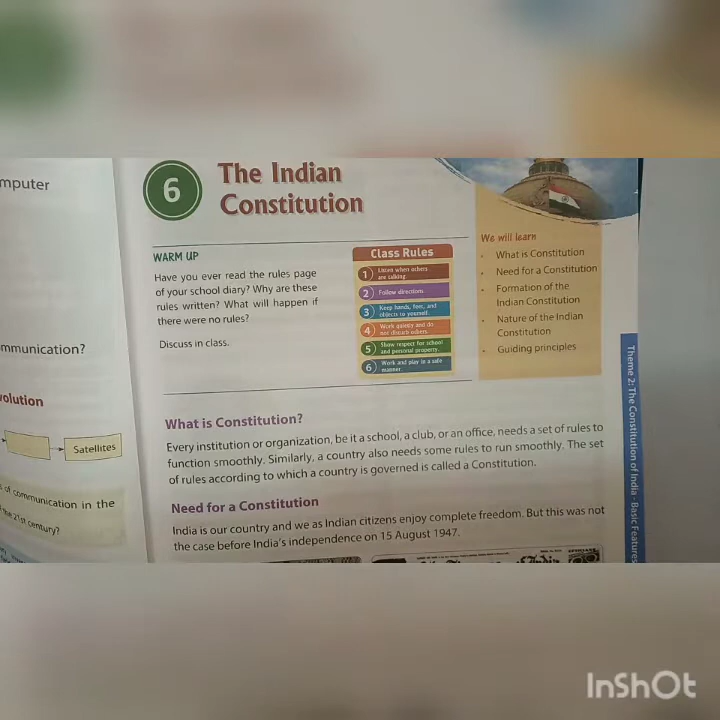 mputer
mmunication?
volution
Satellites
of communication in the
the 21st century?
6
The Indian
Constitution
WARM UP
Have you ever read the rules page
of your school diary? Why are these
rules written? What will happen if
there were no rules?
Discuss in class.
Class Rules
1 Listen when others
are talking.
2 Follow directions.
3 Keep hands, feet, and
objects to yourself.
4 Work quietly and do
not disturb others.
5 Show respect for school
and personal property.
6 Work and play in a safe
manner.
We will learn
• What is Constitution
• Need for a Constitution
• Formation of the
Indian Constitution
• Nature of the Indian
Constitution
• Guiding principles
What is Constitution?
Every institution or organization, be it a school, a club, or an office, needs a set of rules to
function smoothly. Similarly, a country also needs some rules to run smoothly. The set
of rules according to which a country is governed is called a Constitution.
Need for a Constitution
India is our country and we as Indian citizens enjoy complete freedom. But this was not
the case before India's independence on 15 August 1947.
Theme 2: The Constitution of India - Basic Features
InShOt